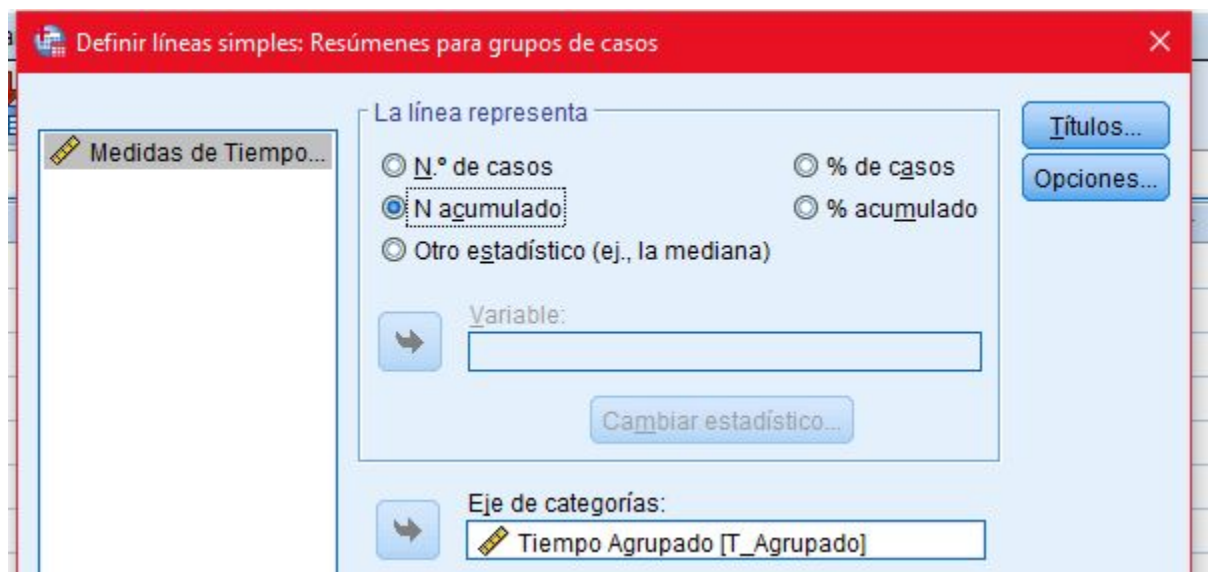 Definir líneas simples: Resúmenes para grupos de casos
Medidas de Tiempo...
La línea representa
N.º de casos
% de casos
N acumulado
% acumulado
Otro estadístico (ej., la mediana)
Variable:
Cambiar estadístico...
Eje de categorías:
Tiempo Agrupado [T_Agrupado]
Títulos...
Opciones...